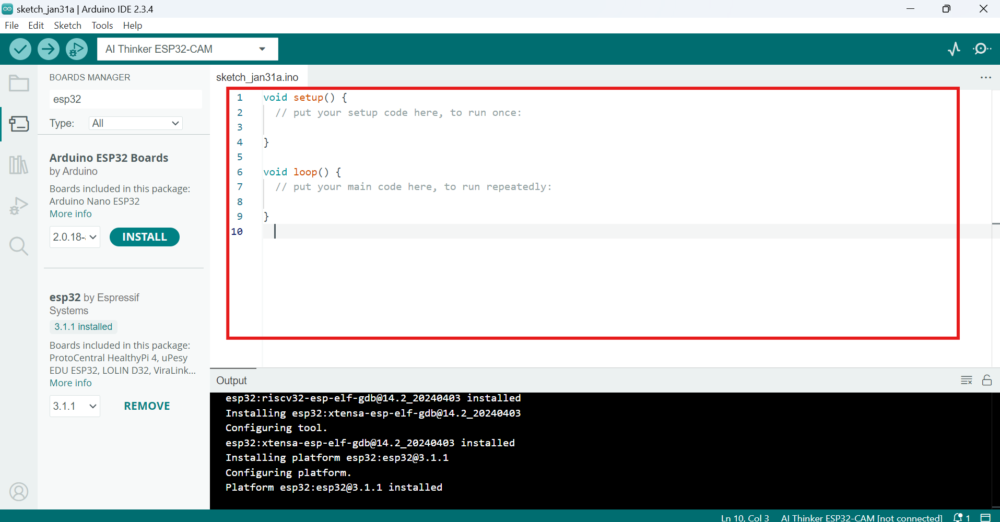 sketch_jan31a | Arduino IDE 2.3.4
File Edit Sketch Tools Help
AI Thinker ESP32-CAM
BOARDS MANAGER
esp32
Type: All
Arduino ESP32 Boards
by Arduino
Boards included in this package:
Arduino Nano ESP32
More info
2.0.18-
INSTALL
esp32 by Espressif
Systems
3.1.1 installed
Boards included in this package:
ProtoCentral HealthyPi 4, uPesy
EDU ESP32, LOLIN D32, ViraLink...
More info
3.1.1
REMOVE
sketch_jan31a.ino
1 void setup() {
2 // put your setup code here, to run once:
3
4 }
5
6 void loop() {
7 // put your main code here, to run repeatedly:
8
9 }
10
Output
esp32:riscv32-esp-elf-gdb@14.2_20240403 installed
Installing esp32:xtensa-esp-elf-gdb@14.2_20240403
Configuring tool.
esp32:xtensa-esp-elf-gdb@14.2_20240403 installed
Installing platform esp32:esp32@3.1.1
Configuring platform.
Platform esp32:esp32@3.1.1 installed
Ln 10, Col 3 AI Thinker ESP32-CAM [not connected] 1